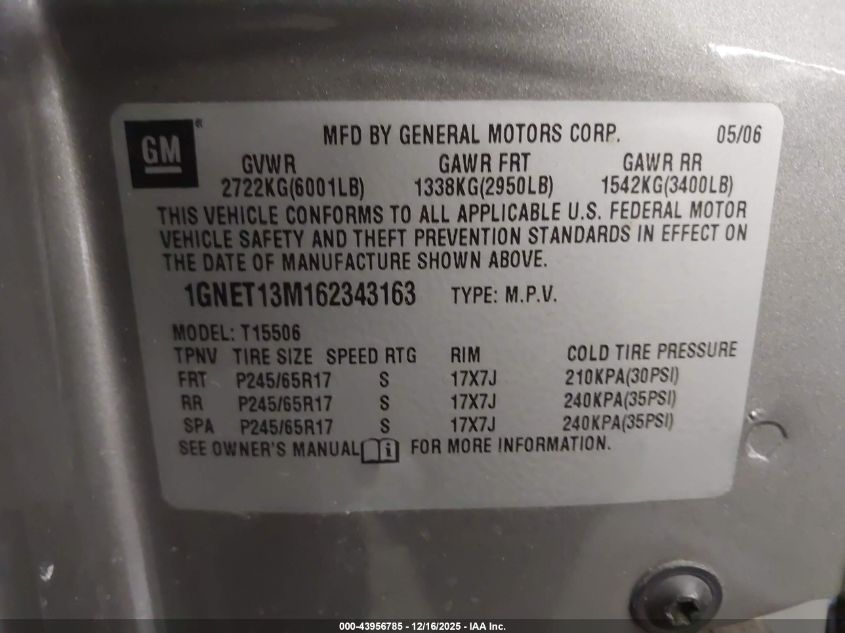 GM®
MFD BY GENERAL MOTORS CORP. 05/06
GVWR GAWR FRT GAWR RR
2722KG(6001LB) 1338KG(2950LB) 1542KG(3400LB)
THIS VEHICLE CONFORMS TO ALL APPLICABLE U.S. FEDERAL MOTOR
VEHICLE SAFETY AND THEFT PREVENTION STANDARDS IN EFFECT ON
THE DATE OF MANUFACTURE SHOWN ABOVE.
1GNET13M162343163 TYPE: M.P.V.
MODEL: T15506
TPNV TIRE SIZE SPEED RTG RIM COLD TIRE PRESSURE
FRT P245/65R17 S 17X7J 210KPA(30PSI)
RR P245/65R17 S 17X7J 240KPA(35PSI)
SPA P245/65R17 S 17X7J 240KPA(35PSI)
SEE OWNER'S MANUAL i FOR MORE INFORMATION.
000-43956785 - 12/16/2025 - IAA Inc.